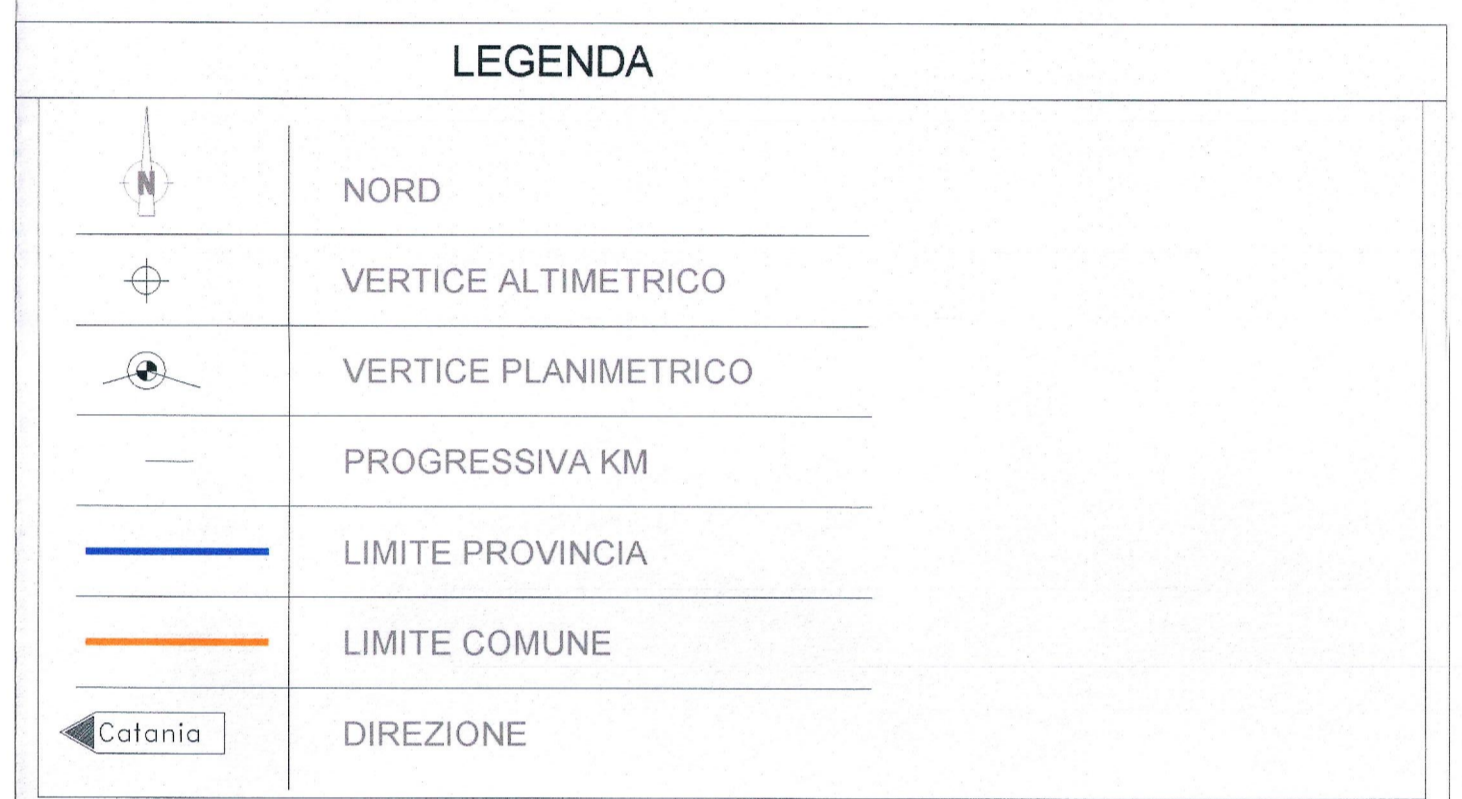 LEGENDA
N
NORD
VERTICE ALTIMETRICO
VERTICE PLANIMETRICO
PROGRESSIVA KM
LIMITE PROVINCIA
LIMITE COMUNE
Catania
DIREZIONE